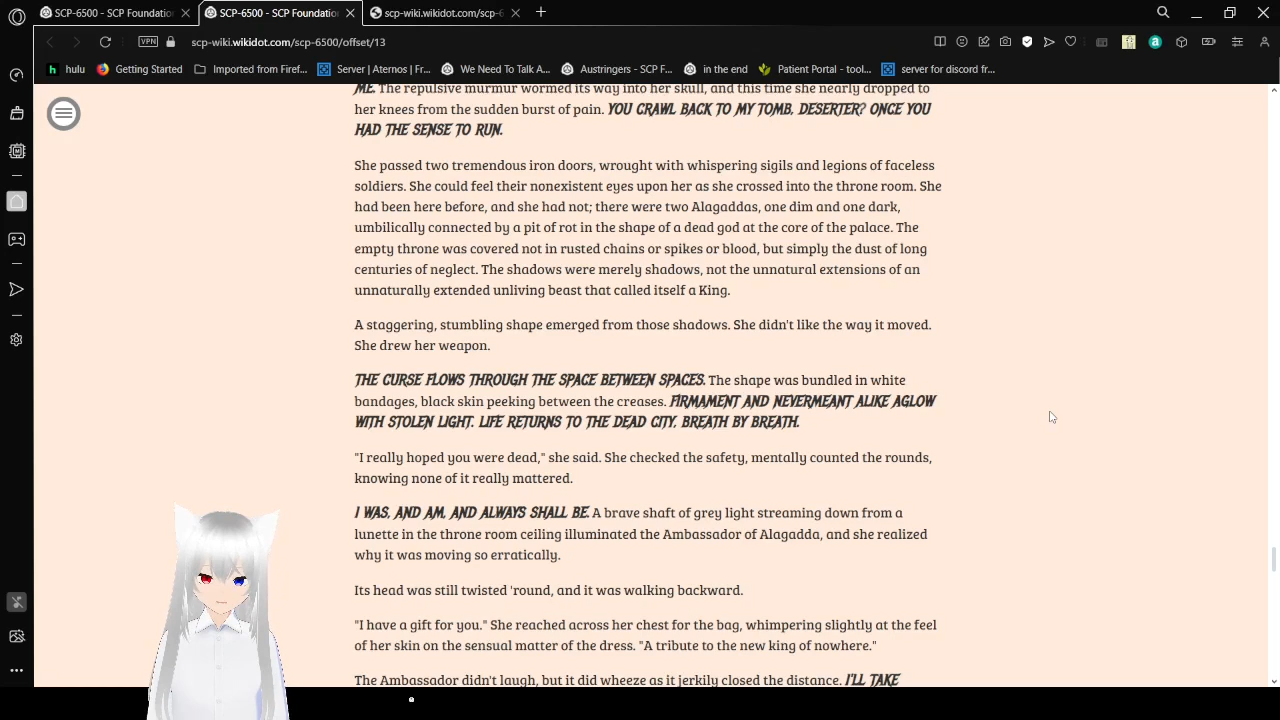 SCP-6500 - SCP Foundation
SCP-6500 - SCP Foundation
scp-wiki.wikidot.com/scp-6
VPN
scp-wiki.wikidot.com/scp-6500/offset/13
hulu
Getting Started
Imported from Firef...
Server | Aternos | Fr...
We Need To Talk A...
Austringers - SCP F...
in the end
Patient Portal - tool...
server for discord fr...
ME. The repulsive murmur wormed its way into her skull, and this time she nearly dropped to
her knees from the sudden burst of pain. YOU CRAWL BACK TO MY TOMB, DESERTER? ONCE YOU
HAD THE SENSE TO RUN.
She passed two tremendous iron doors, wrought with whispering sigils and legions of faceless
soldiers. She could feel their nonexistent eyes upon her as she crossed into the throne room. She
had been here before, and she had not; there were two Alagaddas, one dim and one dark,
umbilically connected by a pit of rot in the shape of a dead god at the core of the palace. The
empty throne was covered not in rusted chains or spikes or blood, but simply the dust of long
centuries of neglect. The shadows were merely shadows, not the unnatural extensions of an
unnaturally extended unliving beast that called itself a King.
A staggering, stumbling shape emerged from those shadows. She didn't like the way it moved.
She drew her weapon.
THE CURSE FLOWS THROUGH THE SPACE BETWEEN SPACES. The shape was bundled in white
bandages, black skin peeking between the creases. FIRMAMENT AND NEVERMEANT ALIKE AGLOW
WITH STOLEN LIGHT. LIFE RETURNS TO THE DEAD CITY, BREATH BY BREATH.
"I really hoped you were dead," she said. She checked the safety, mentally counted the rounds,
knowing none of it really mattered.
I WAS, AND AM, AND ALWAYS SHALL BE. A brave shaft of grey light streaming down from a
lunette in the throne room ceiling illuminated the Ambassador of Alagadda, and she realized
why it was moving so erratically.
Its head was still twisted 'round, and it was walking backward.
"I have a gift for you." She reached across her chest for the bag, whimpering slightly at the feel
of her skin on the sensual matter of the dress. "A tribute to the new king of nowhere."
The Ambassador didn't laugh, but it did wheeze as it jerkily closed the distance. I'LL TAKE